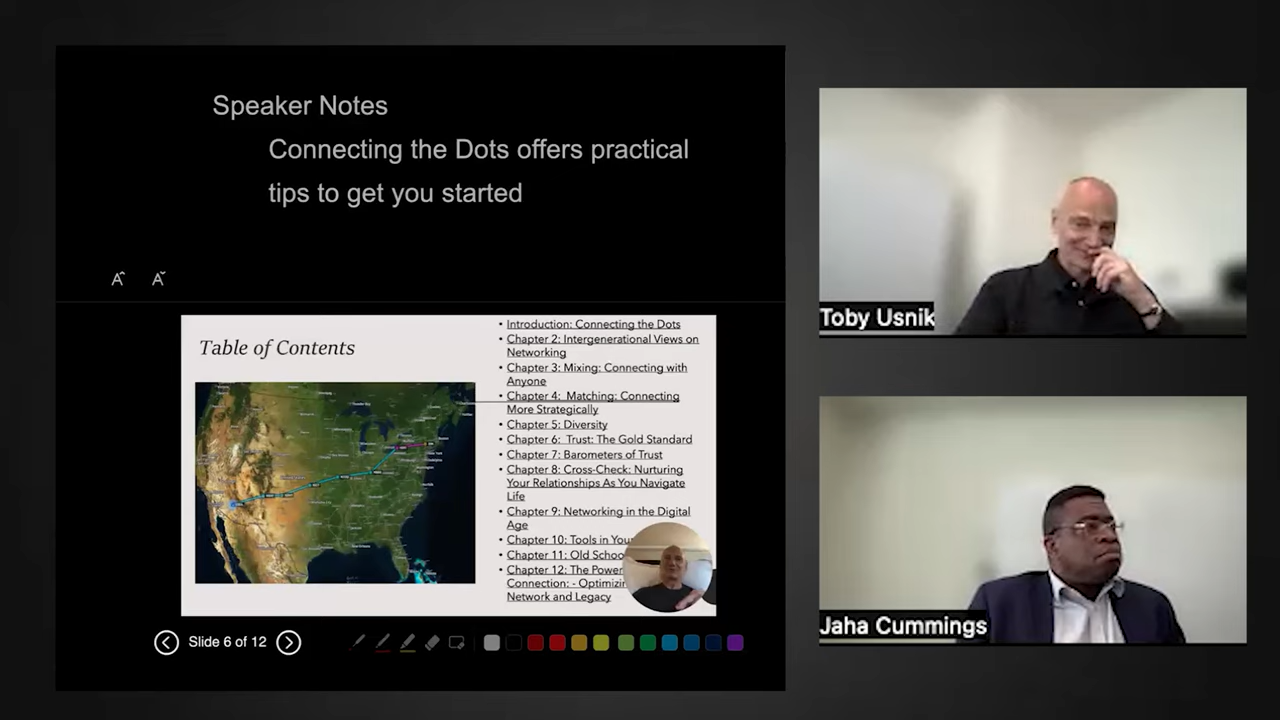 Speaker Notes
Connecting the Dots offers practical
tips to get you started
A A
Table of Contents
• Introduction: Connecting the Dots
• Chapter 2: Intergenerational Views on
Networking
• Chapter 3: Mixing: Connecting with
Anyone
• Chapter 4: Matching: Connecting
More Strategically
• Chapter 5: Diversity
• Chapter 6: Trust: The Gold Standard
• Chapter 7: Barometers of Trust
• Chapter 8: Cross-Check: Nurturing
Your Relationships As You Navigate
Life
• Chapter 9: Networking in the Digital
Age
• Chapter 10: Tools in
• Chapter 11: Old
• Chapter 12: The Power
Connection: -
Network and Legacy
Slide 6 of 12
Toby Usnik
Jaha Cummings